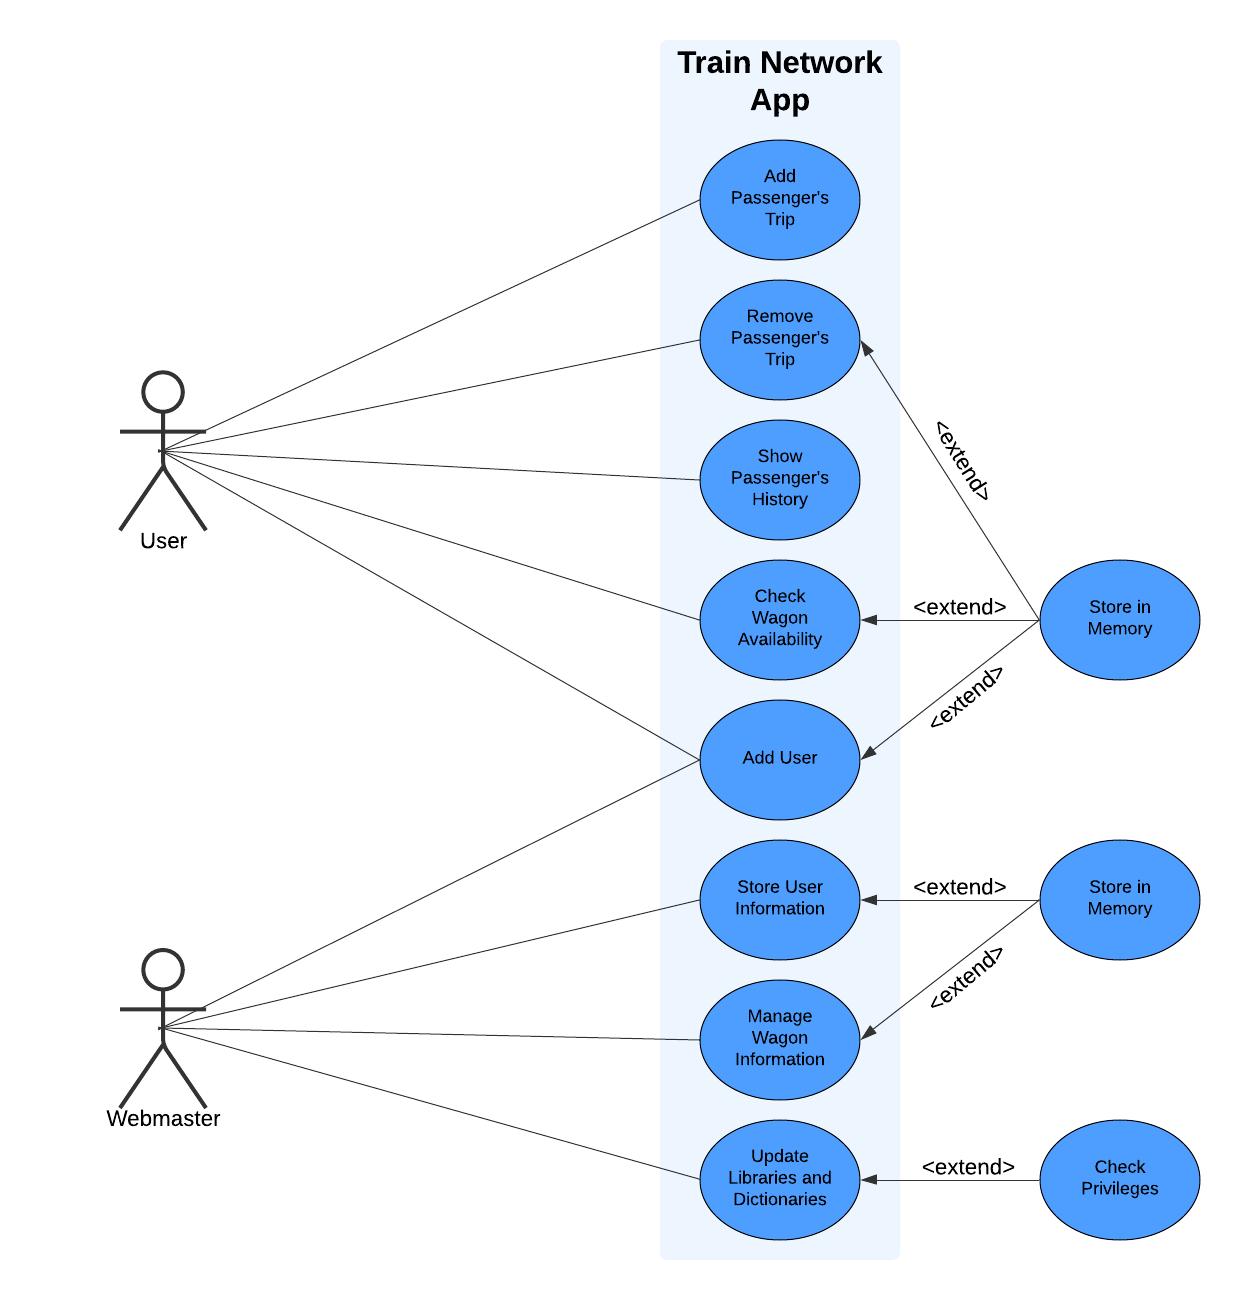 Train Network
App
Add
Passenger's
Trip
Remove
Passenger's
Trip
<extend>
Show
Passenger's
History
User
Check
Wagon
Availability
<extend>
Store in
Memory
<extend>
Add User
Store User
Information
<extend>
Store in
Memory
<extend>
Manage
Wagon
Information
Webmaster
Update
Libraries and
Dictionaries
<extend>
Check
Privileges